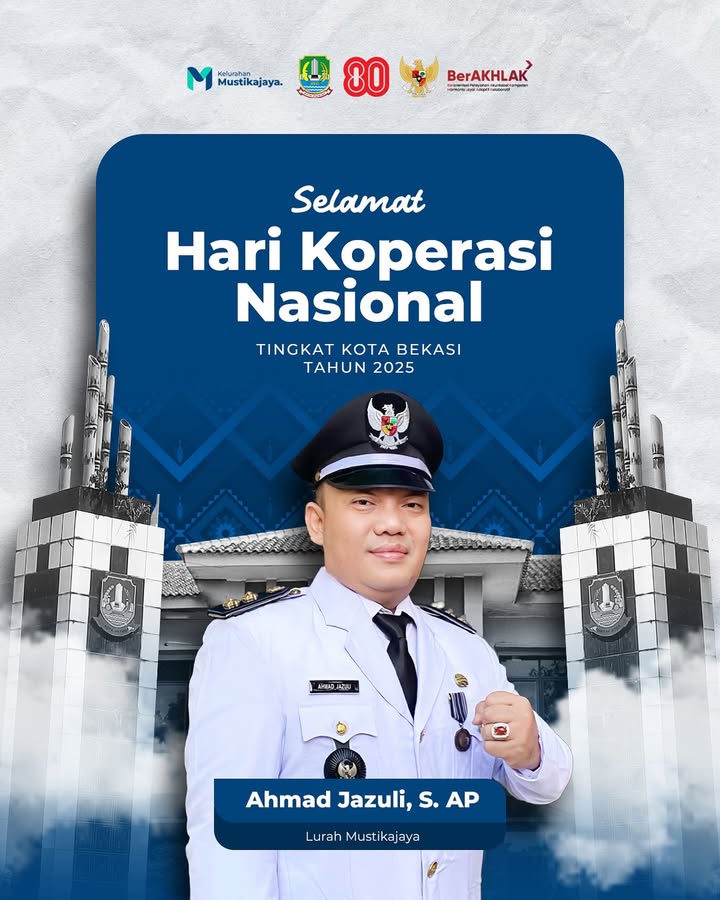 Kelurahan
Mustikajaya.
80
BerAKHLAK
Selamat
Hari Koperasi
Nasional
TINGKAT KOTA BEKASI
TAHUN 2025
AHMAD JAZULI
Ahmad Jazuli, S. AP
Lurah Mustikajaya